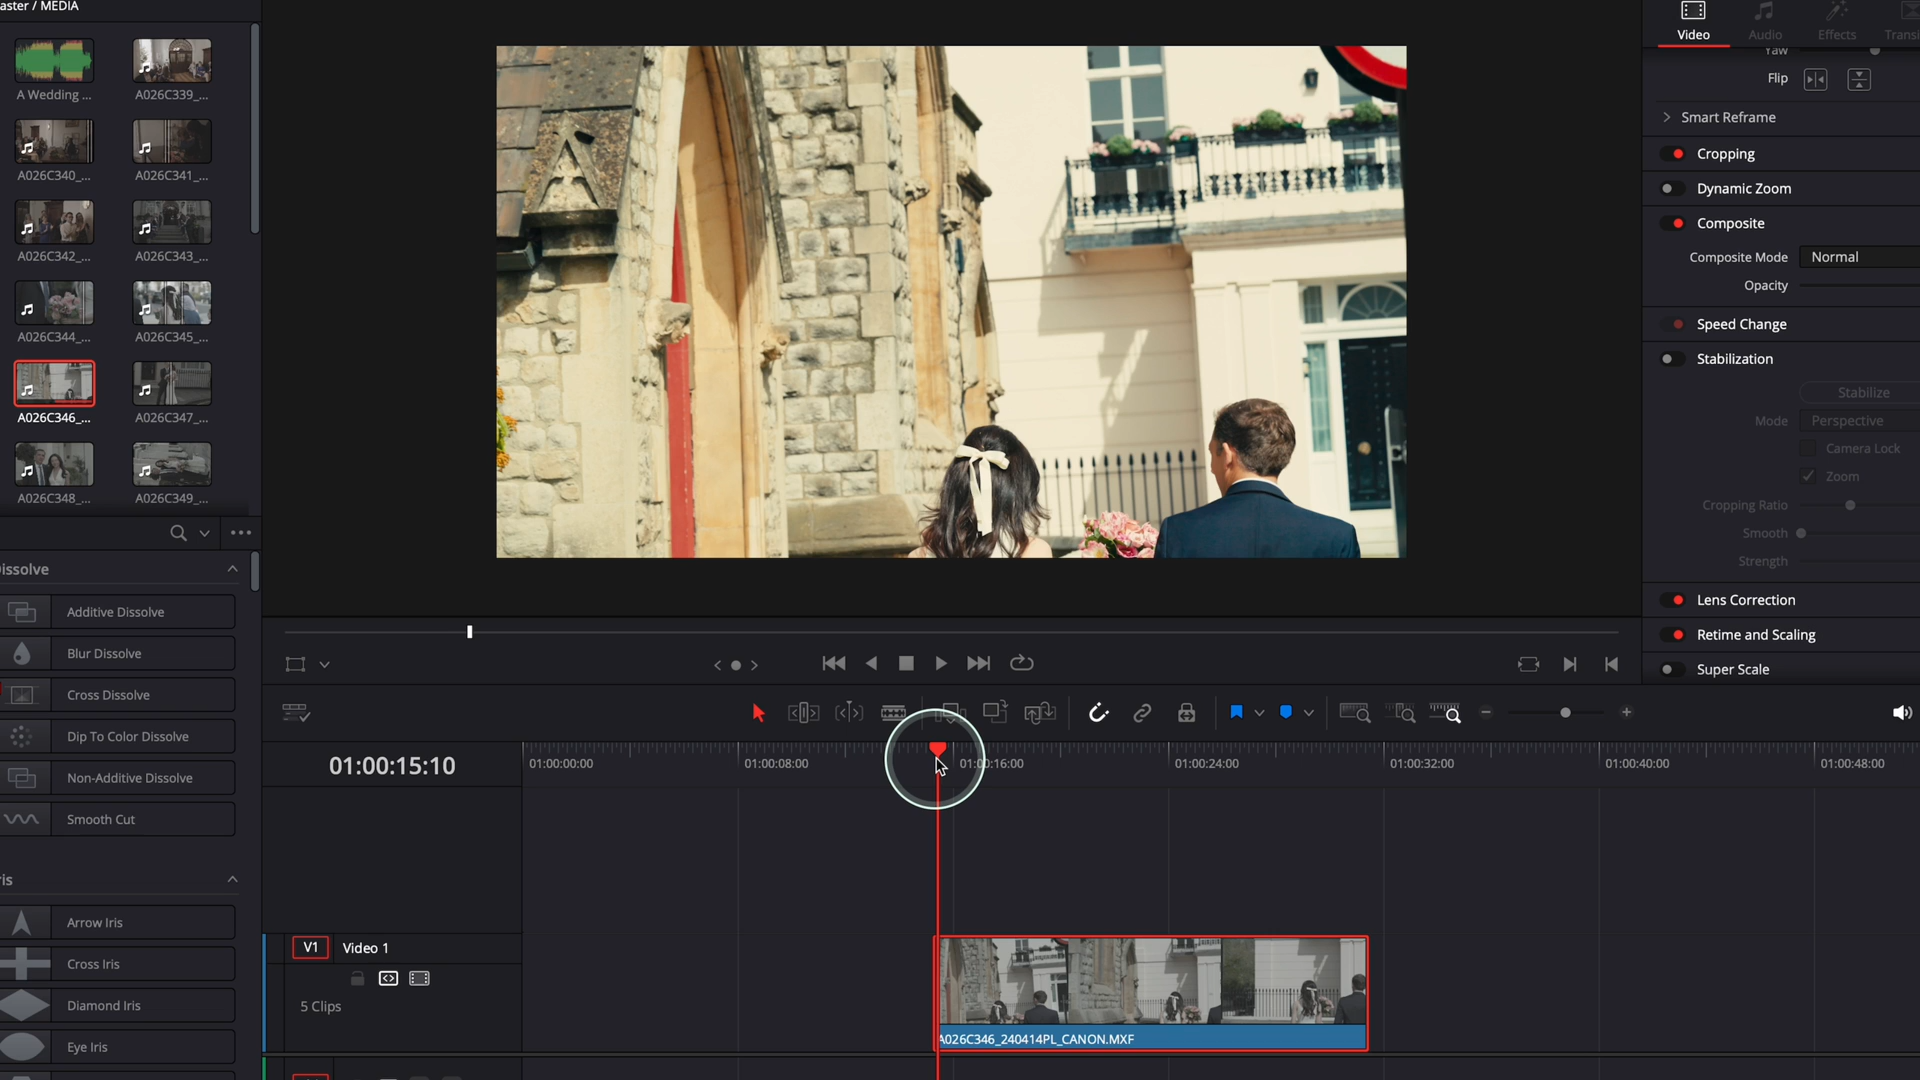 aster / MEDIA
A Wedding ...
A026C339_...
A026C340_...
A026C341_...
A026C342_...
A026C343_...
A026C344_...
A026C345_...
A026C346_...
A026C347_...
A026C348_...
A026C349_...
issolve
Additive Dissolve
Blur Dissolve
Cross Dissolve
Dip To Color Dissolve
Non-Additive Dissolve
Smooth Cut
ris
Arrow Iris
Cross Iris
Diamond Iris
Eye Iris
Video
Audio
Effects
Transi
Yaw
Flip
Smart Reframe
Cropping
Dynamic Zoom
Composite
Composite Mode Normal
Opacity
Speed Change
Stabilization
Stabilize
Mode Perspective
Camera Lock
Zoom
Cropping Ratio
Smooth
Strength
Lens Correction
Retime and Scaling
Super Scale
01:00:15:10
01:00:00:00
01:00:08:00
01:00:16:00
01:00:24:00
01:00:32:00
01:00:40:00
01:00:48:00
V1 Video 1
5 Clips
A026C346_240414PL_CANON.MXF